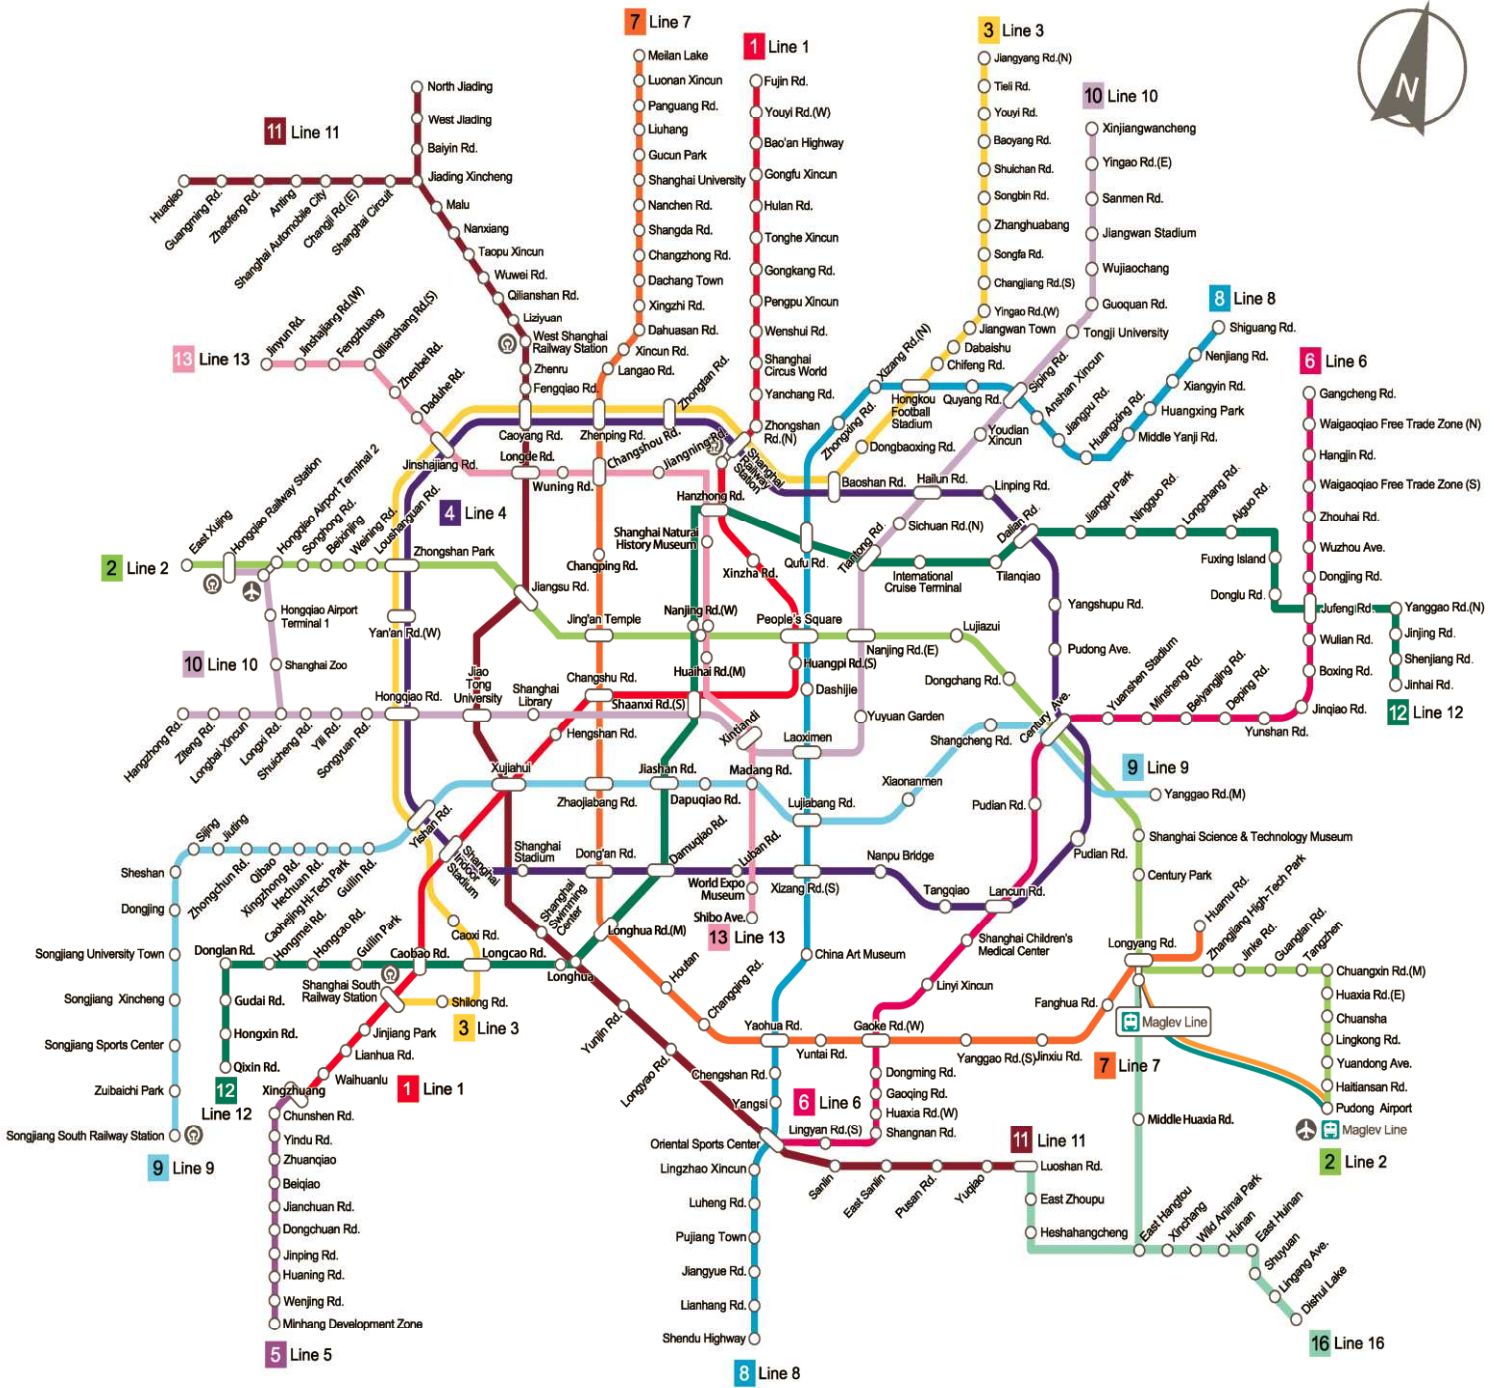 7 Line 7
Meilan Lake
Luonan Xincun
Panguang Rd.
Liuhang
Gucun Park
Shanghai University
Nanchen Rd.
Shangda Rd.
Changzhong Rd.
Dachang Town
Xingzhi Rd.
Dahuasan Rd.
Xincun Rd.
Langao Rd.
1 Line 1
Fujin Rd.
Youyi Rd.(W)
Bao'an Highway
Gongfu Xincun
Hulan Rd.
Tonghe Xincun
Gongkang Rd.
Pengpu Xincun
Wenshui Rd.
Shanghai
Circus World
Yanchang Rd.
Zhongshan
Rd.(N)
3 Line 3
Jiangyang Rd.(N)
Tieli Rd.
Youyi Rd.
Baoyang Rd.
Shuichan Rd.
Songbin Rd.
Zhanghuabang
Songfa Rd.
Changjiang Rd.(S)
Yingao Rd.(W)
Jiangwan Town
Dabaishu
Chifeng Rd.
10 Line 10
Xinjiangwancheng
Yingao Rd.(E)
Sanmen Rd.
Jiangwan Stadium
Wujiaochang
Guoquan Rd.
Tongji University
Siping Rd.
N
11 Line 11
North Jiading
West Jiading
Baiyin Rd.
Jiading Xincheng
Huaqiao
Guangming Rd.
Zhaofeng Rd.
Anting
Shanghai Automobile City
Changji Rd.(E)
Shanghai Circuit
Malu
Nanxiang
Taopu Xincun
Wuwei Rd.
Qilianshan Rd.
Liziyuan
West Shanghai
Railway Station
Zhenru
Fengqiao Rd.
13 Line 13
Jinyun Rd.
Jinshajiang Rd.(W)
Fengzhuang
Qilianshang Rd.(S)
Zhenbei Rd.
Daduhe Rd.
Jinshajiang Rd.
8 Line 8
Shiguang Rd.
Nenjiang Rd.
Xiangyin Rd.
Huangxing Park
Middle Yanji Rd.
Huangxing Rd.
Jiangpu Rd.
Anshan Xincun
Quyang Rd.
Hongkou
Football
Stadium
Xizang Rd.(N)
Zhongxing Rd.
Dongbaoxing Rd.
Youdian
Xincun
6 Line 6
Gangcheng Rd.
Waigaoqiao Free Trade Zone (N)
Hangjin Rd.
Waigaoqiao Free Trade Zone (S)
Zhouhai Rd.
Wuzhou Ave.
Dongjing Rd.
Jufengi Rd.
Wulian Rd.
Boxing Rd.
Jinqiao Rd.
Yunshan Rd.
Deping Rd.
Beiyangjing Rd.
Minsheng Rd.
Yuanshen Stadium
Century Ave.
Caoyang Rd.
Zhenping Rd.
Zhongtan Rd.
Longde Rd.
Wuning Rd.
Changshou Rd.
Jiangning Rd.
Shanghai
Railway
Station
Baoshan Rd.
Hailun Rd.
Linping Rd.
Dalian Rd.
Jiangpu Park
Ningguo Rd.
Longchang Rd.
Aiguo Rd.
Fuxing Island
Donglu Rd.
Yanggao Rd.(N)
Jinjing Rd.
Shenjiang Rd.
Jinhai Rd.
12 Line 12
4 Line 4
Hanzhong Rd.
Shanghai Naturai
History Museum
Xinzha Rd.
Qufu Rd.
Tiantong Rd.
Sichuan Rd.(N)
International
Cruise Terminal
Tilanqiao
Yangshupu Rd.
Pudong Ave.
2 Line 2
East Xujing
Hongqiao Railway Station
Hongqiao Airport Terminal 2
Songhong Rd.
Beixinjing
Weining Rd.
Loushanguan Rd.
Zhongshan Park
Jiangsu Rd.
Changping Rd.
Jing'an Temple
Nanjing Rd.(W)
People's Square
Nanjing Rd.(E)
Lujiazui
Dongchang Rd.
Hongqiao Airport
Terminal 1
Shanghai Zoo
Yan'an Rd.(W)
10 Line 10
Hangzhong Rd.
Ziteng Rd.
Longbai Xincun
Longxi Rd.
Shuicheng Rd.
Yili Rd.
Songyuan Rd.
Hongqiao Rd.
Jiao
Tong
University
Shanghai
Library
Changshu Rd.
Shaanxi Rd.(S)
Huaihai Rd.(M)
Huangpi Rd.(S)
Dashijie
Xintiandi
Laoximen
Yuyuan Garden
Shangcheng Rd.
Hengshan Rd.
Xujiahui
Zhaojiabang Rd.
Jiashan Rd.
Dapuqiao Rd.
Madang Rd.
Lujiabang Rd.
Xiaonanmen
Pudian Rd.
9 Line 9
Yanggao Rd.(M)
Shanghai Science & Technology Museum
Century Park
Pudian Rd.
Yishan Rd.
Shanghai
Indoor
Stadium
Shanghai
Stadium
Dong'an Rd.
Damuqiao Rd.
Luban Rd.
World Expo
Museum
Shibo Ave.
13 Line 13
Xizang Rd.(S)
Nanpu Bridge
Tangqiao
Lancun Rd.
Sheshan
Sijing
Jiuting
Zhongchun Rd.
Qibao
Xingzhong Rd.
Hechuan Rd.
Caohejing HI-Tech Park
Guilin Rd.
Dongjing
Songjiang University Town
Songjiang Xincheng
Songjiang Sports Center
Zuibaichi Park
Songjiang South Railway Station
9 Line 9
Donglan Rd.
Hongmei Rd.
Hongcao Rd.
Guilin Park
Caobao Rd.
Caoxi Rd.
Longcao Rd.
Shilong Rd.
3 Line 3
Shanghai South
Railway Station
Gudai Rd.
Hongxin Rd.
Qixin Rd.
12
Line 12
Jinjiang Park
Lianhua Rd.
Waihuanlu
Xingzhuang
1 Line 1
Chunshen Rd.
Yindu Rd.
Zhuanqiao
Beiqiao
Jianchuan Rd.
Dongchuan Rd.
Jinping Rd.
Huaning Rd.
Wenjing Rd.
Minhang Development Zone
5 Line 5
Shanghai
Swimming
Center
Longhua
Longhua Rd.(M)
Houtan
Changqing Rd.
Yunjin Rd.
Longyao Rd.
China Art Museum
Yaohua Rd.
Yuntai Rd.
Gaoke Rd.(W)
Yanggao Rd.(S)
Jinxiu Rd.
Fanghua Rd.
7 Line 7
Shanghai Children's
Medical Center
Linyi Xincun
Dongming Rd.
Gaoqing Rd.
Huaxia Rd.(W)
Shangnan Rd.
Lingyan Rd.(S)
6 Line 6
Chengshan Rd.
Yangsi
Oriental Sports Center
Lingzhao Xincun
Luheng Rd.
Pujiang Town
Jiangyue Rd.
Lianhang Rd.
Shendu Highway
8 Line 8
Sanlin
East Sanlin
Pusan Rd.
Yuqiao
11 Line 11
Luoshan Rd.
East Zhoupu
Heshahangcheng
Longyang Rd.
Huamu Rd.
Zhangjiang High-Tech Park
Jinke Rd.
Guanglan Rd.
Tangzhen
Chuangxin Rd.(M)
Huaxia Rd.(E)
Chuansha
Lingkong Rd.
Yuandong Ave.
Haitiansan Rd.
Pudong Airport
Maglev Line
Maglev Line
2 Line 2
Middle Huaxia Rd.
East Hangtou
Xinchang
Wild Animal Park
Huinan
East Huinan
Shuyuan
Lingang Ave.
Dishui Lake
16 Line 16